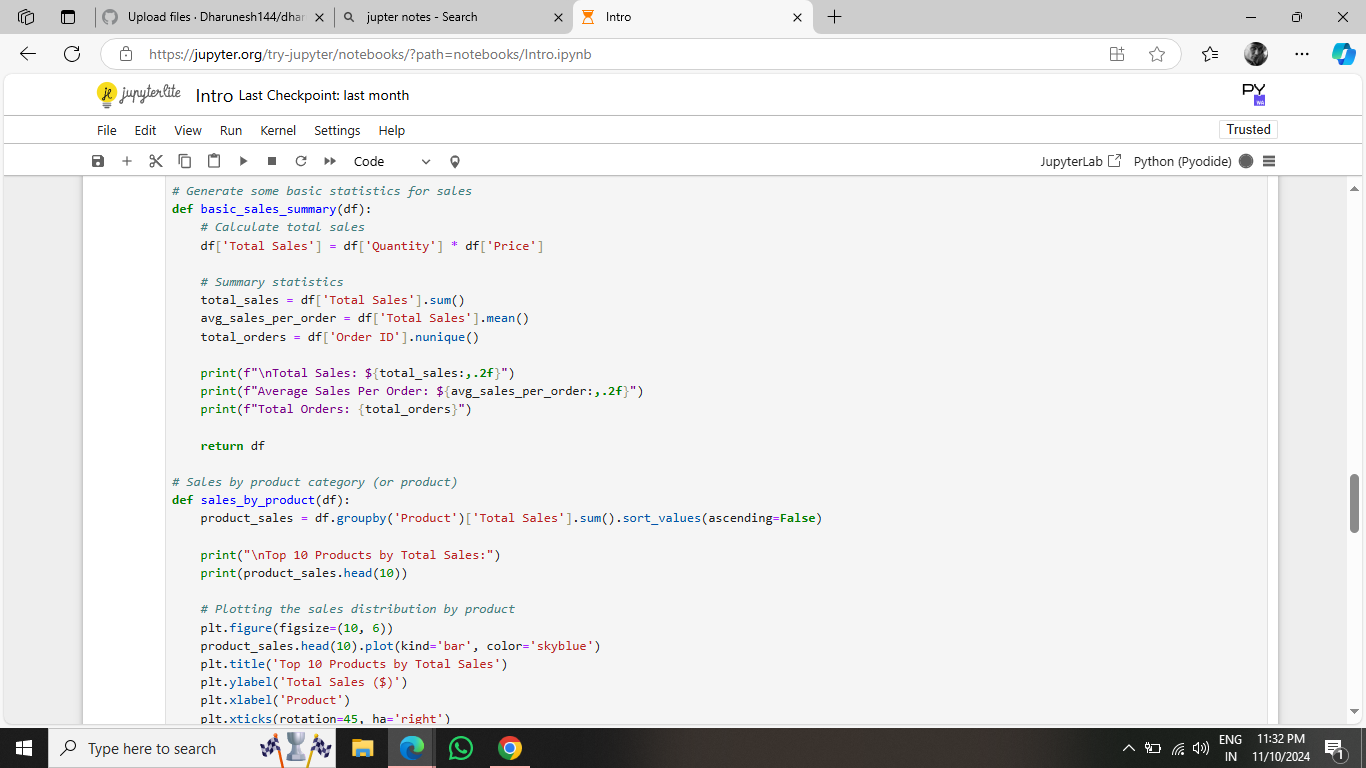 Upload files · Dharunesh144/dhar
jupter notes - Search
Intro
https://jupyter.org/try-jupyter/notebooks/?path=notebooks/Intro.ipynb
jupyterlite
Intro Last Checkpoint: last month
PY
File Edit View Run Kernel Settings Help
Trusted
Code
JupyterLab Python (Pyodide)
# Generate some basic statistics for sales
def basic_sales_summary(df):
    # Calculate total sales
    df['Total Sales'] = df['Quantity'] * df['Price']
    # Summary statistics
    total_sales = df['Total Sales'].sum()
    avg_sales_per_order = df['Total Sales'].mean()
    total_orders = df['Order ID'].nunique()
    print(f"\nTotal Sales: ${total_sales:,.2f}")
    print(f"Average Sales Per Order: ${avg_sales_per_order:,.2f}")
    print(f"Total Orders: {total_orders}")
    return df
# Sales by product category (or product)
def sales_by_product(df):
    product_sales = df.groupby('Product')['Total Sales'].sum().sort_values(ascending=False)
    print("\nTop 10 Products by Total Sales:")
    print(product_sales.head(10))
    # Plotting the sales distribution by product
    plt.figure(figsize=(10, 6))
    product_sales.head(10).plot(kind='bar', color='skyblue')
    plt.title('Top 10 Products by Total Sales')
    plt.ylabel('Total Sales ($)')
    plt.xlabel('Product')
    plt.xticks(rotation=45, ha='right')
Type here to search
ENG
IN
11:32 PM
11/10/2024
1